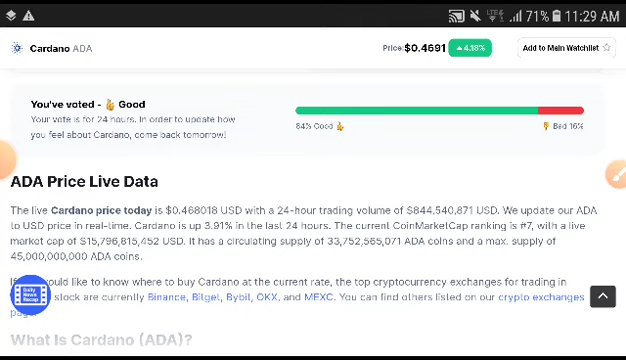 LTE 71% 11:29 AM
Cardano ADA Price: $0.4691 4.18% Add to Main Watchlist
You've voted - 👍 Good
Your vote is for 24 hours. In order to update how
you feel about Cardano, come back tomorrow!
84% Good 👍 👎 Bad 16%
ADA Price Live Data
The live Cardano price today is $0.468018 USD with a 24-hour trading volume of $844,540,871 USD. We update our ADA
to USD price in real-time. Cardano is up 3.91% in the last 24 hours. The current CoinMarketCap ranking is #7, with a live
market cap of $15,796,815,452 USD. It has a circulating supply of 33,752,565,071 ADA coins and a max. supply of
45,000,000,000 ADA coins.
would like to know where to buy Cardano at the current rate, the top cryptocurrency exchanges for trading in
stock are currently Binance, Bitget, Bybit, OKX, and MEXC. You can find others listed on our crypto exchanges
Daily News Recap
What Is Cardano (ADA)?